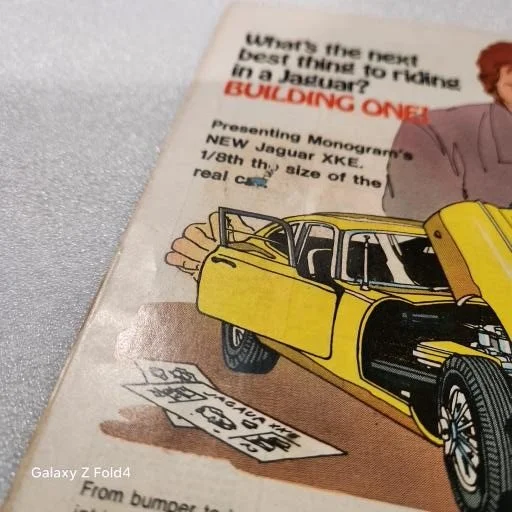 What's the next
best thing to riding
in a Jaguar?
BUILDING ONE!
Presenting Monogram's
NEW Jaguar XKE.
1/8th the size of the
real car.
JAGAUA XKE
From bumper to
Galaxy Z Fold4